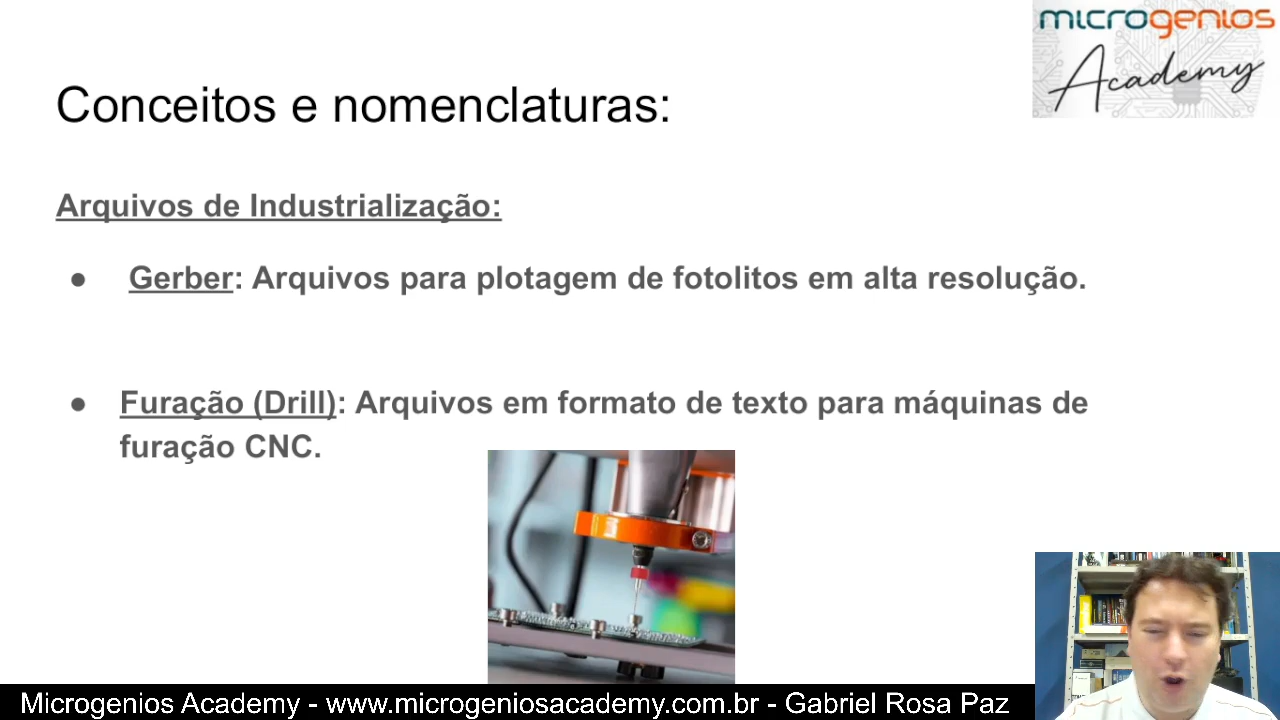 microgenios
Academy
Conceitos e nomenclaturas:
Arquivos de Industrialização:
● Gerber: Arquivos para plotagem de fotolitos em alta resolução.
● Furação (Drill): Arquivos em formato de texto para máquinas de
furação CNC.
Microgenios Academy - www.microgeniosacademy.com.br - Gabriel Rosa Paz